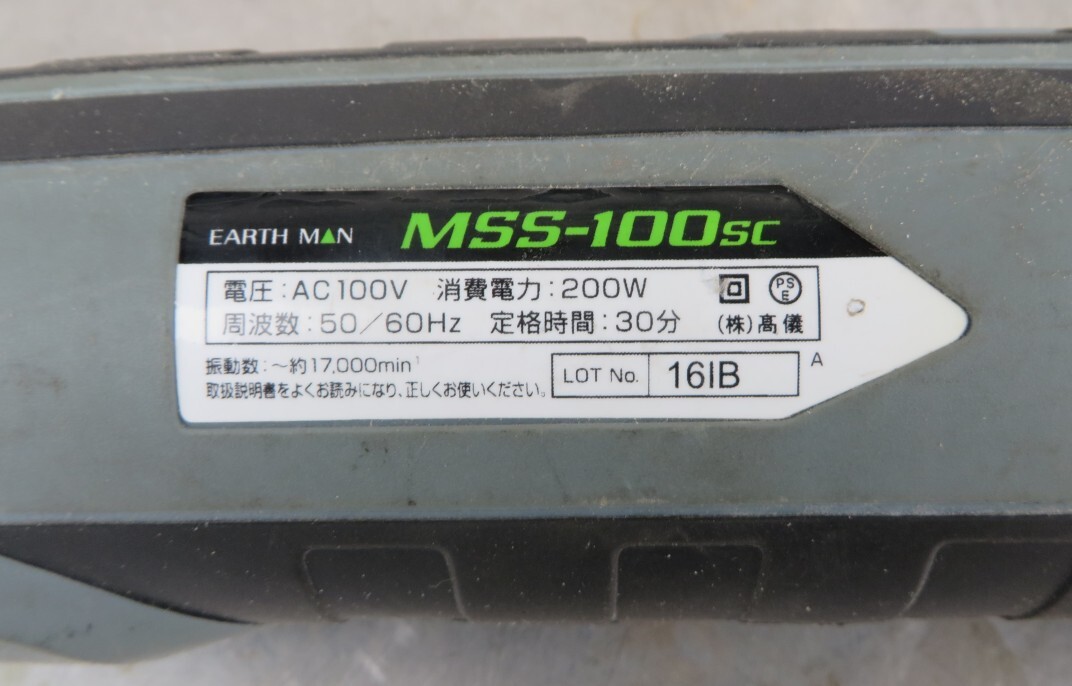 EARTH MAN MSS-100SC
電圧:AC100V 消費電力:200W PSE
周波数:50/60Hz 定格時間:30分 (株)髙儀
振動数:~約17,000min⁻¹
取扱説明書をよくお読みになり、正しくお使いください。
LOT No. 16IB A